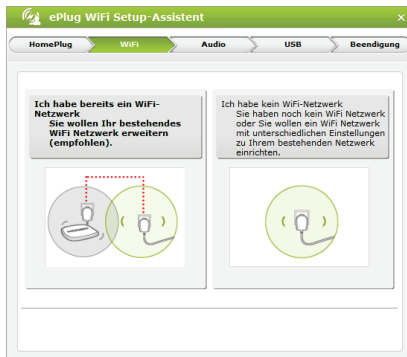 ePlug WiFi Setup-Assistent
HomePlug WiFi Audio USB Beendigung
Ich habe bereits ein WiFi-
Netzwerk
Sie wollen Ihr bestehendes
WiFi Netzwerk erweitern
(empfohlen).
Ich habe kein WiFi-Netzwerk
Sie haben noch kein WiFi Netzwerk
oder Sie wollen ein WiFi Netzwerk
mit unterschiedlichen Einstellungen
zu Ihrem bestehenden Netzwerk
einrichten.